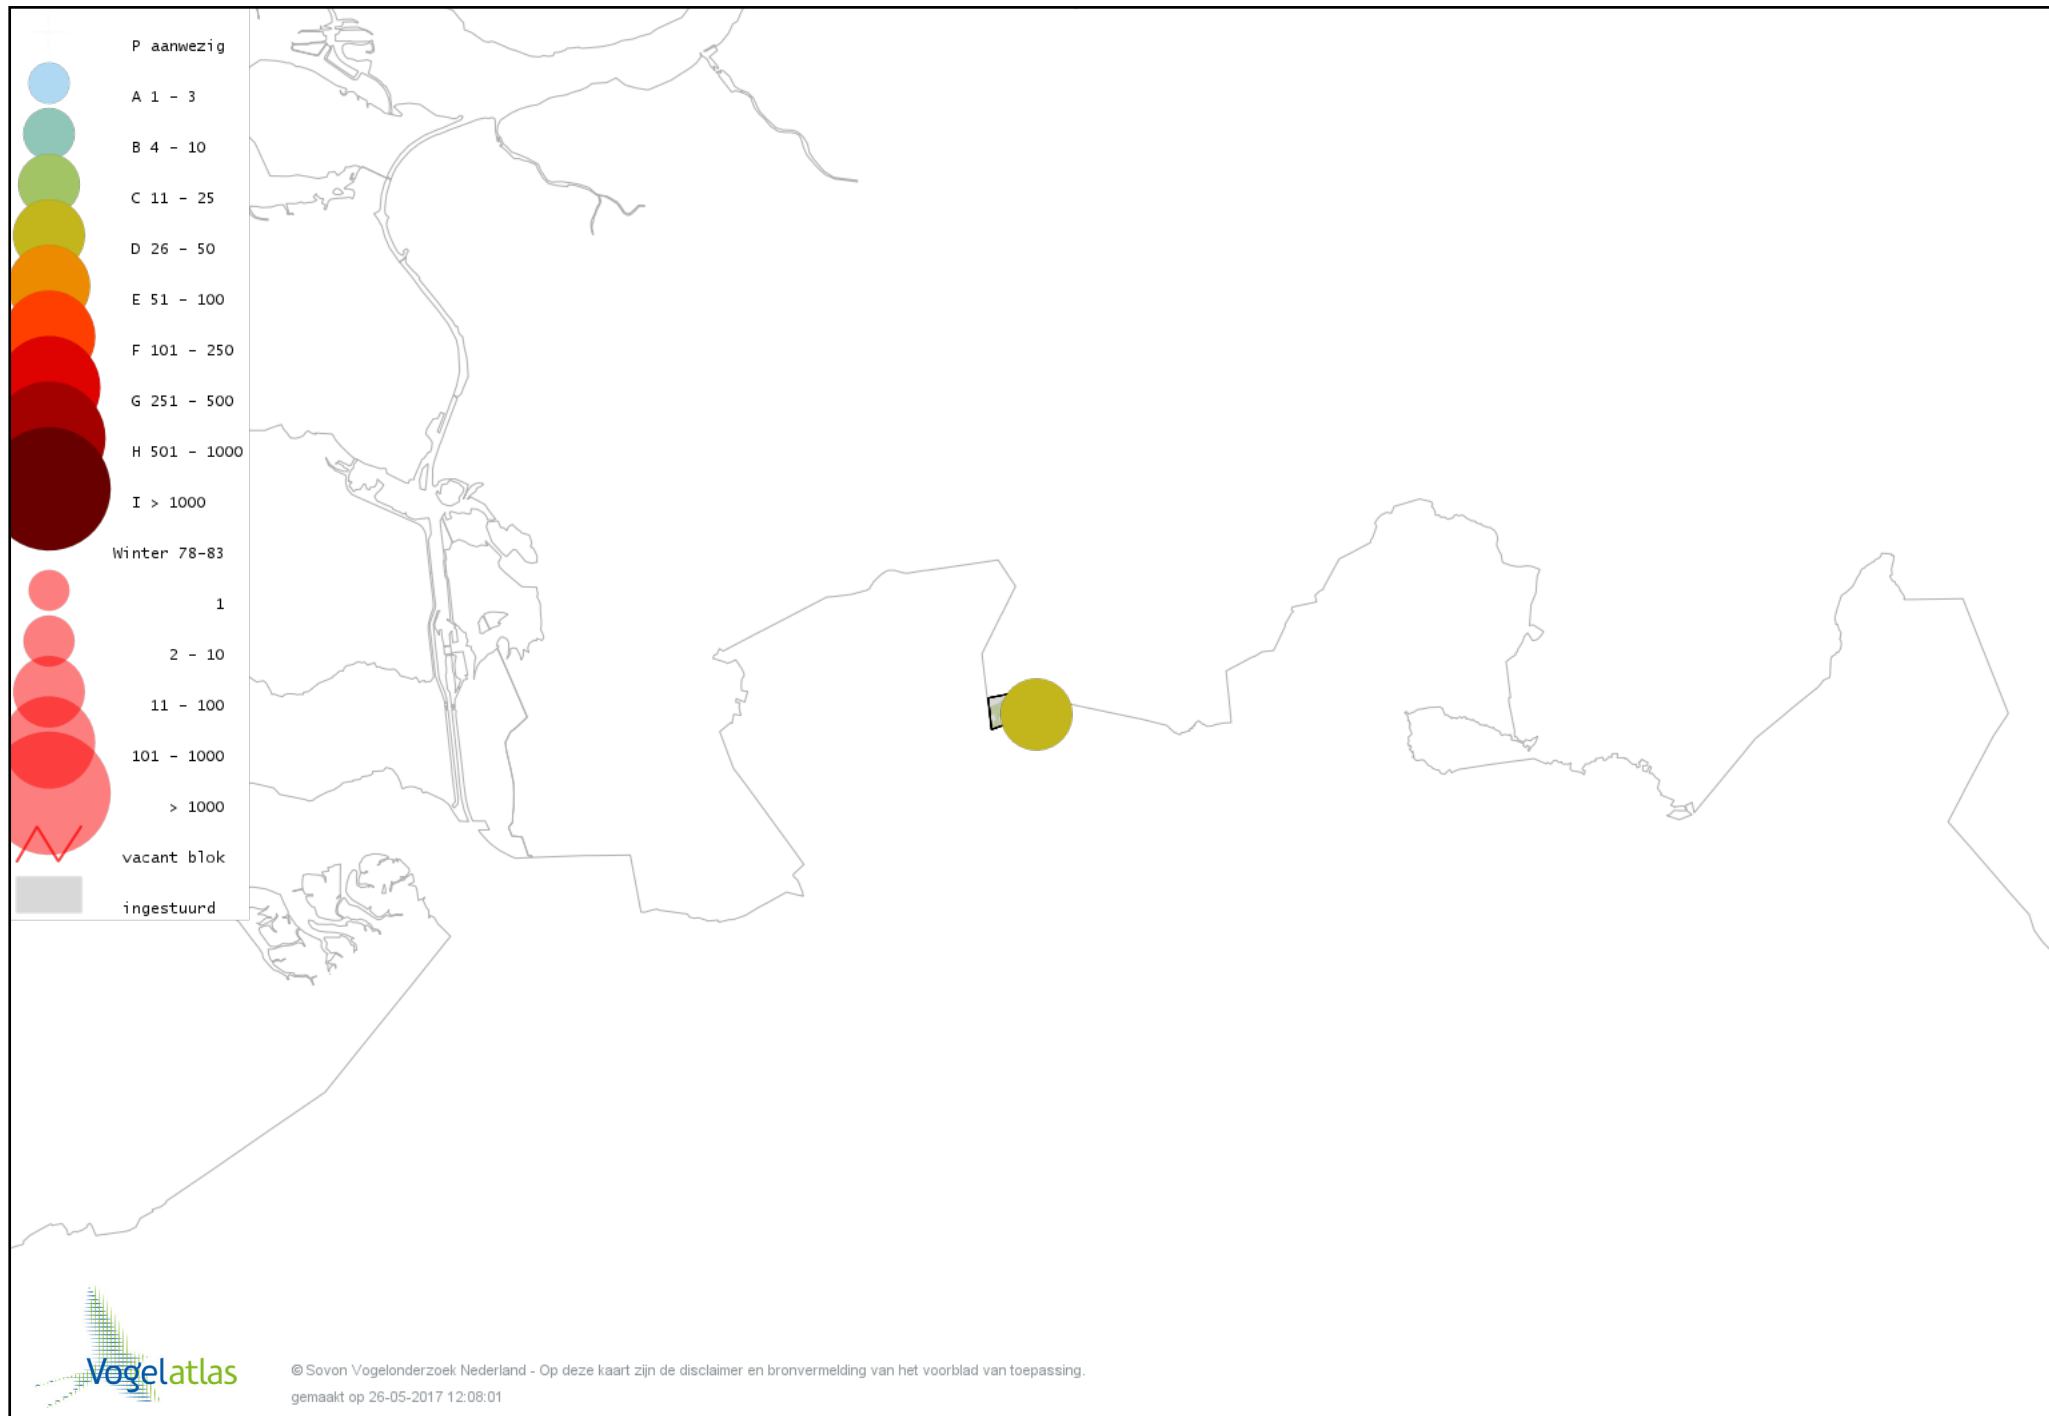 P aanwezig
A 1 - 3
B 4 - 10
C 11 - 25
D 26 - 50
E 51 - 100
F 101 - 250
G 251 - 500
H 501 - 1000
I > 1000
Winter 78-83
1
2 - 10
11 - 100
101 - 1000
> 1000
vacant blok
ingestuurd
Vogelatlas
© Sovon Vogelonderzoek Nederland - Op deze kaart zijn de disclaimer en bronvermelding van het voorblad van toepassing.
gemaakt op 26-05-2017 12:08:01